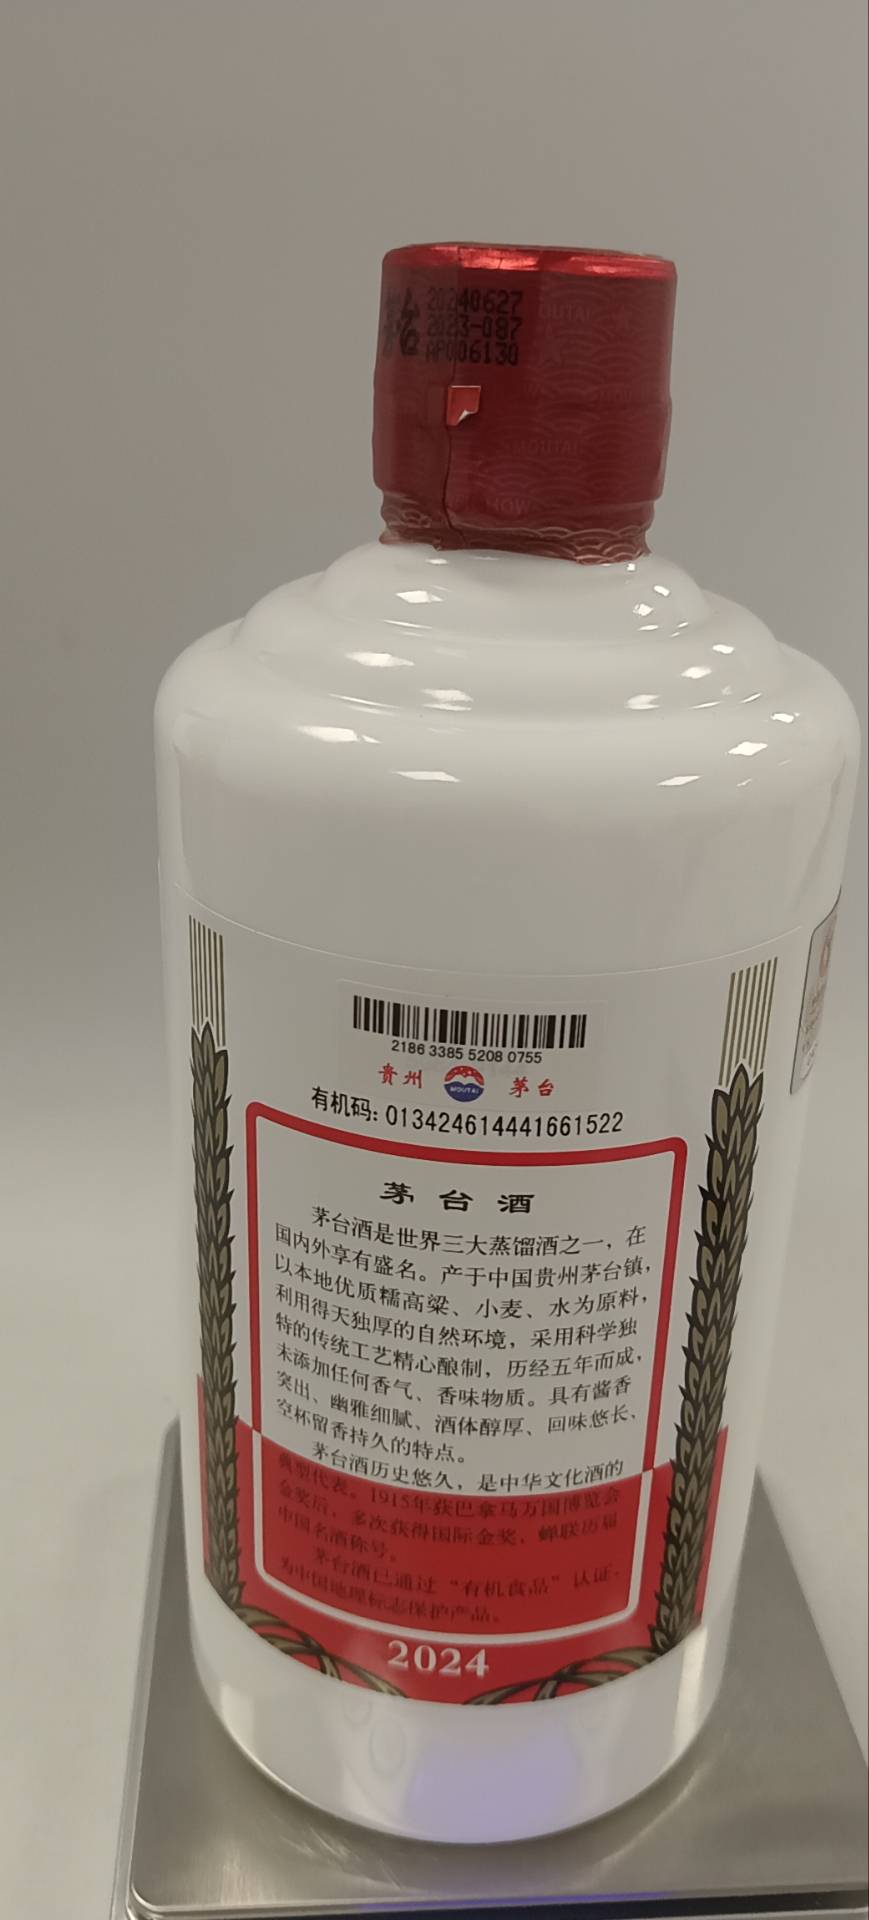 20240627
2023-087
AP006130
MOUTAI
MOUTAI
2186 3385 5208 0755
贵州 MOUTAI 茅台
有机码: 013424614441661522
茅台酒
茅台酒是世界三大蒸馏酒之一，在
国内外享有盛名。产于中国贵州茅台镇，
以本地优质糯高粱、小麦、水为原料，
利用得天独厚的自然环境，采用科学独
特的传统工艺精心酿制，历经五年而成，
未添加任何香气、香味物质。具有酱香
突出、幽雅细腻、酒体醇厚、回味悠长、
空杯留香持久的特点。
茅台酒历史悠久，是中华文化酒的
典型代表。1915年获巴拿马万国博览会
金奖后，多次获得国际金奖，蝉联历届
中国名酒称号。
茅台酒已通过“有机食品”认证，
为中国地理标志保护产品。
2024